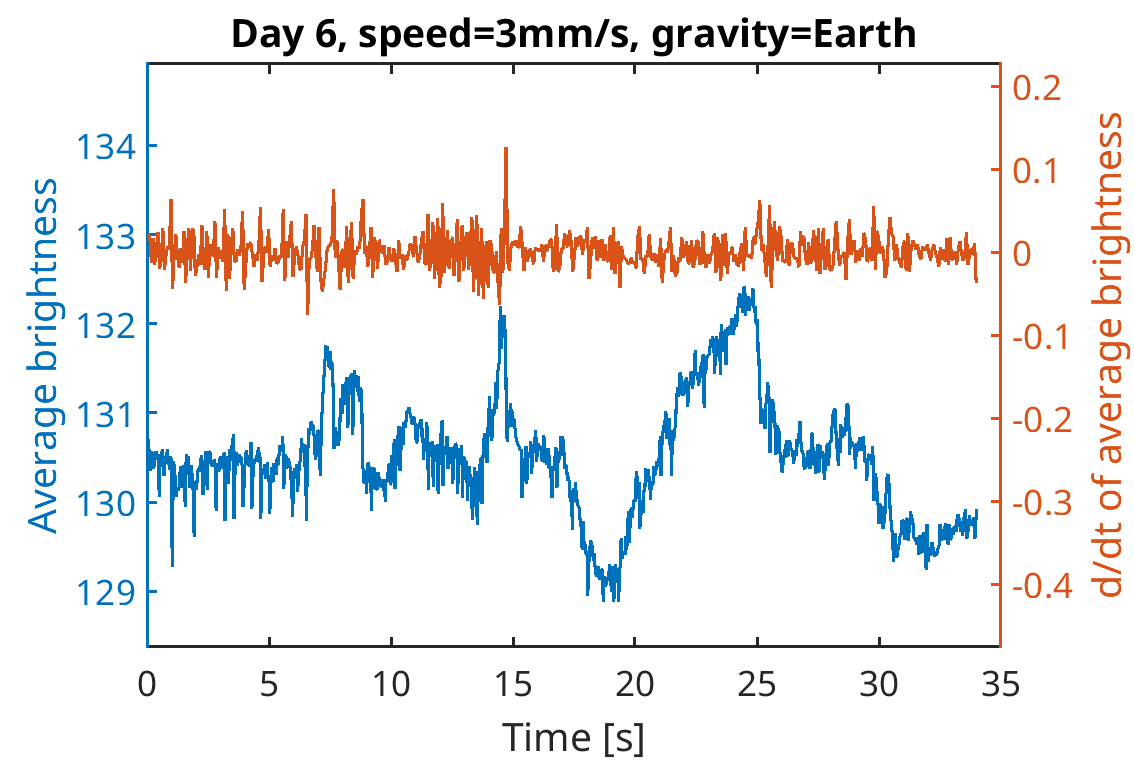 Day 6, speed=3mm/s, gravity=Earth
Average brightness
134
133
132
131
130
129
0.2
0.1
0
-0.1
-0.2
-0.3
-0.4
d/dt of average brightness
0 5 10 15 20 25 30 35
Time [s]